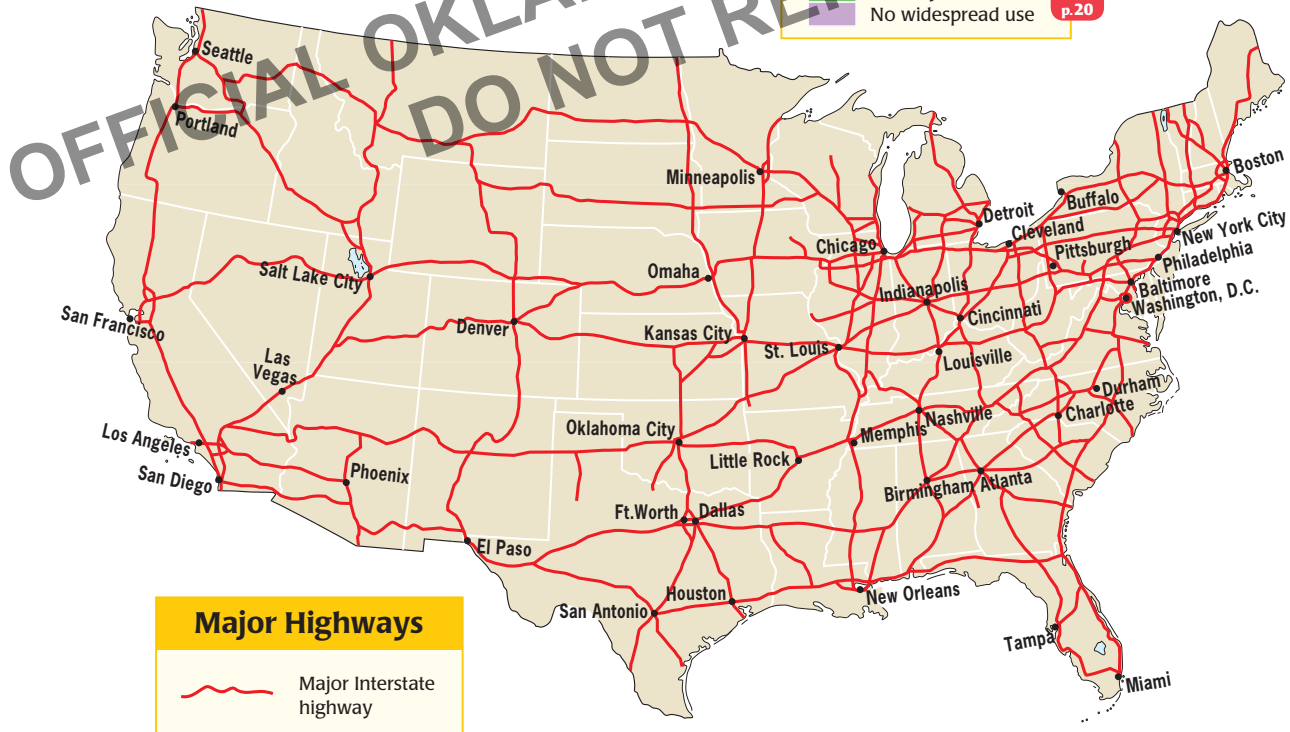 No widespread use
p.20
OFFICIAL
DO NOT
Seattle
Portland
Minneapolis
Boston
Buffalo
Detroit
Cleveland
New York City
Chicago
Pittsburgh
Philadelphia
Salt Lake City
Omaha
Indianapolis
Baltimore
Washington, D.C.
San Francisco
Denver
Kansas City
Cincinnati
St. Louis
Louisville
Las
Vegas
Durham
Nashville
Charlotte
Los Angeles
Oklahoma City
Memphis
Little Rock
San Diego
Phoenix
Birmingham
Atlanta
Ft.Worth
Dallas
El Paso
Houston
New Orleans
San Antonio
Tampa
Miami
Major Highways
Major Interstate
highway